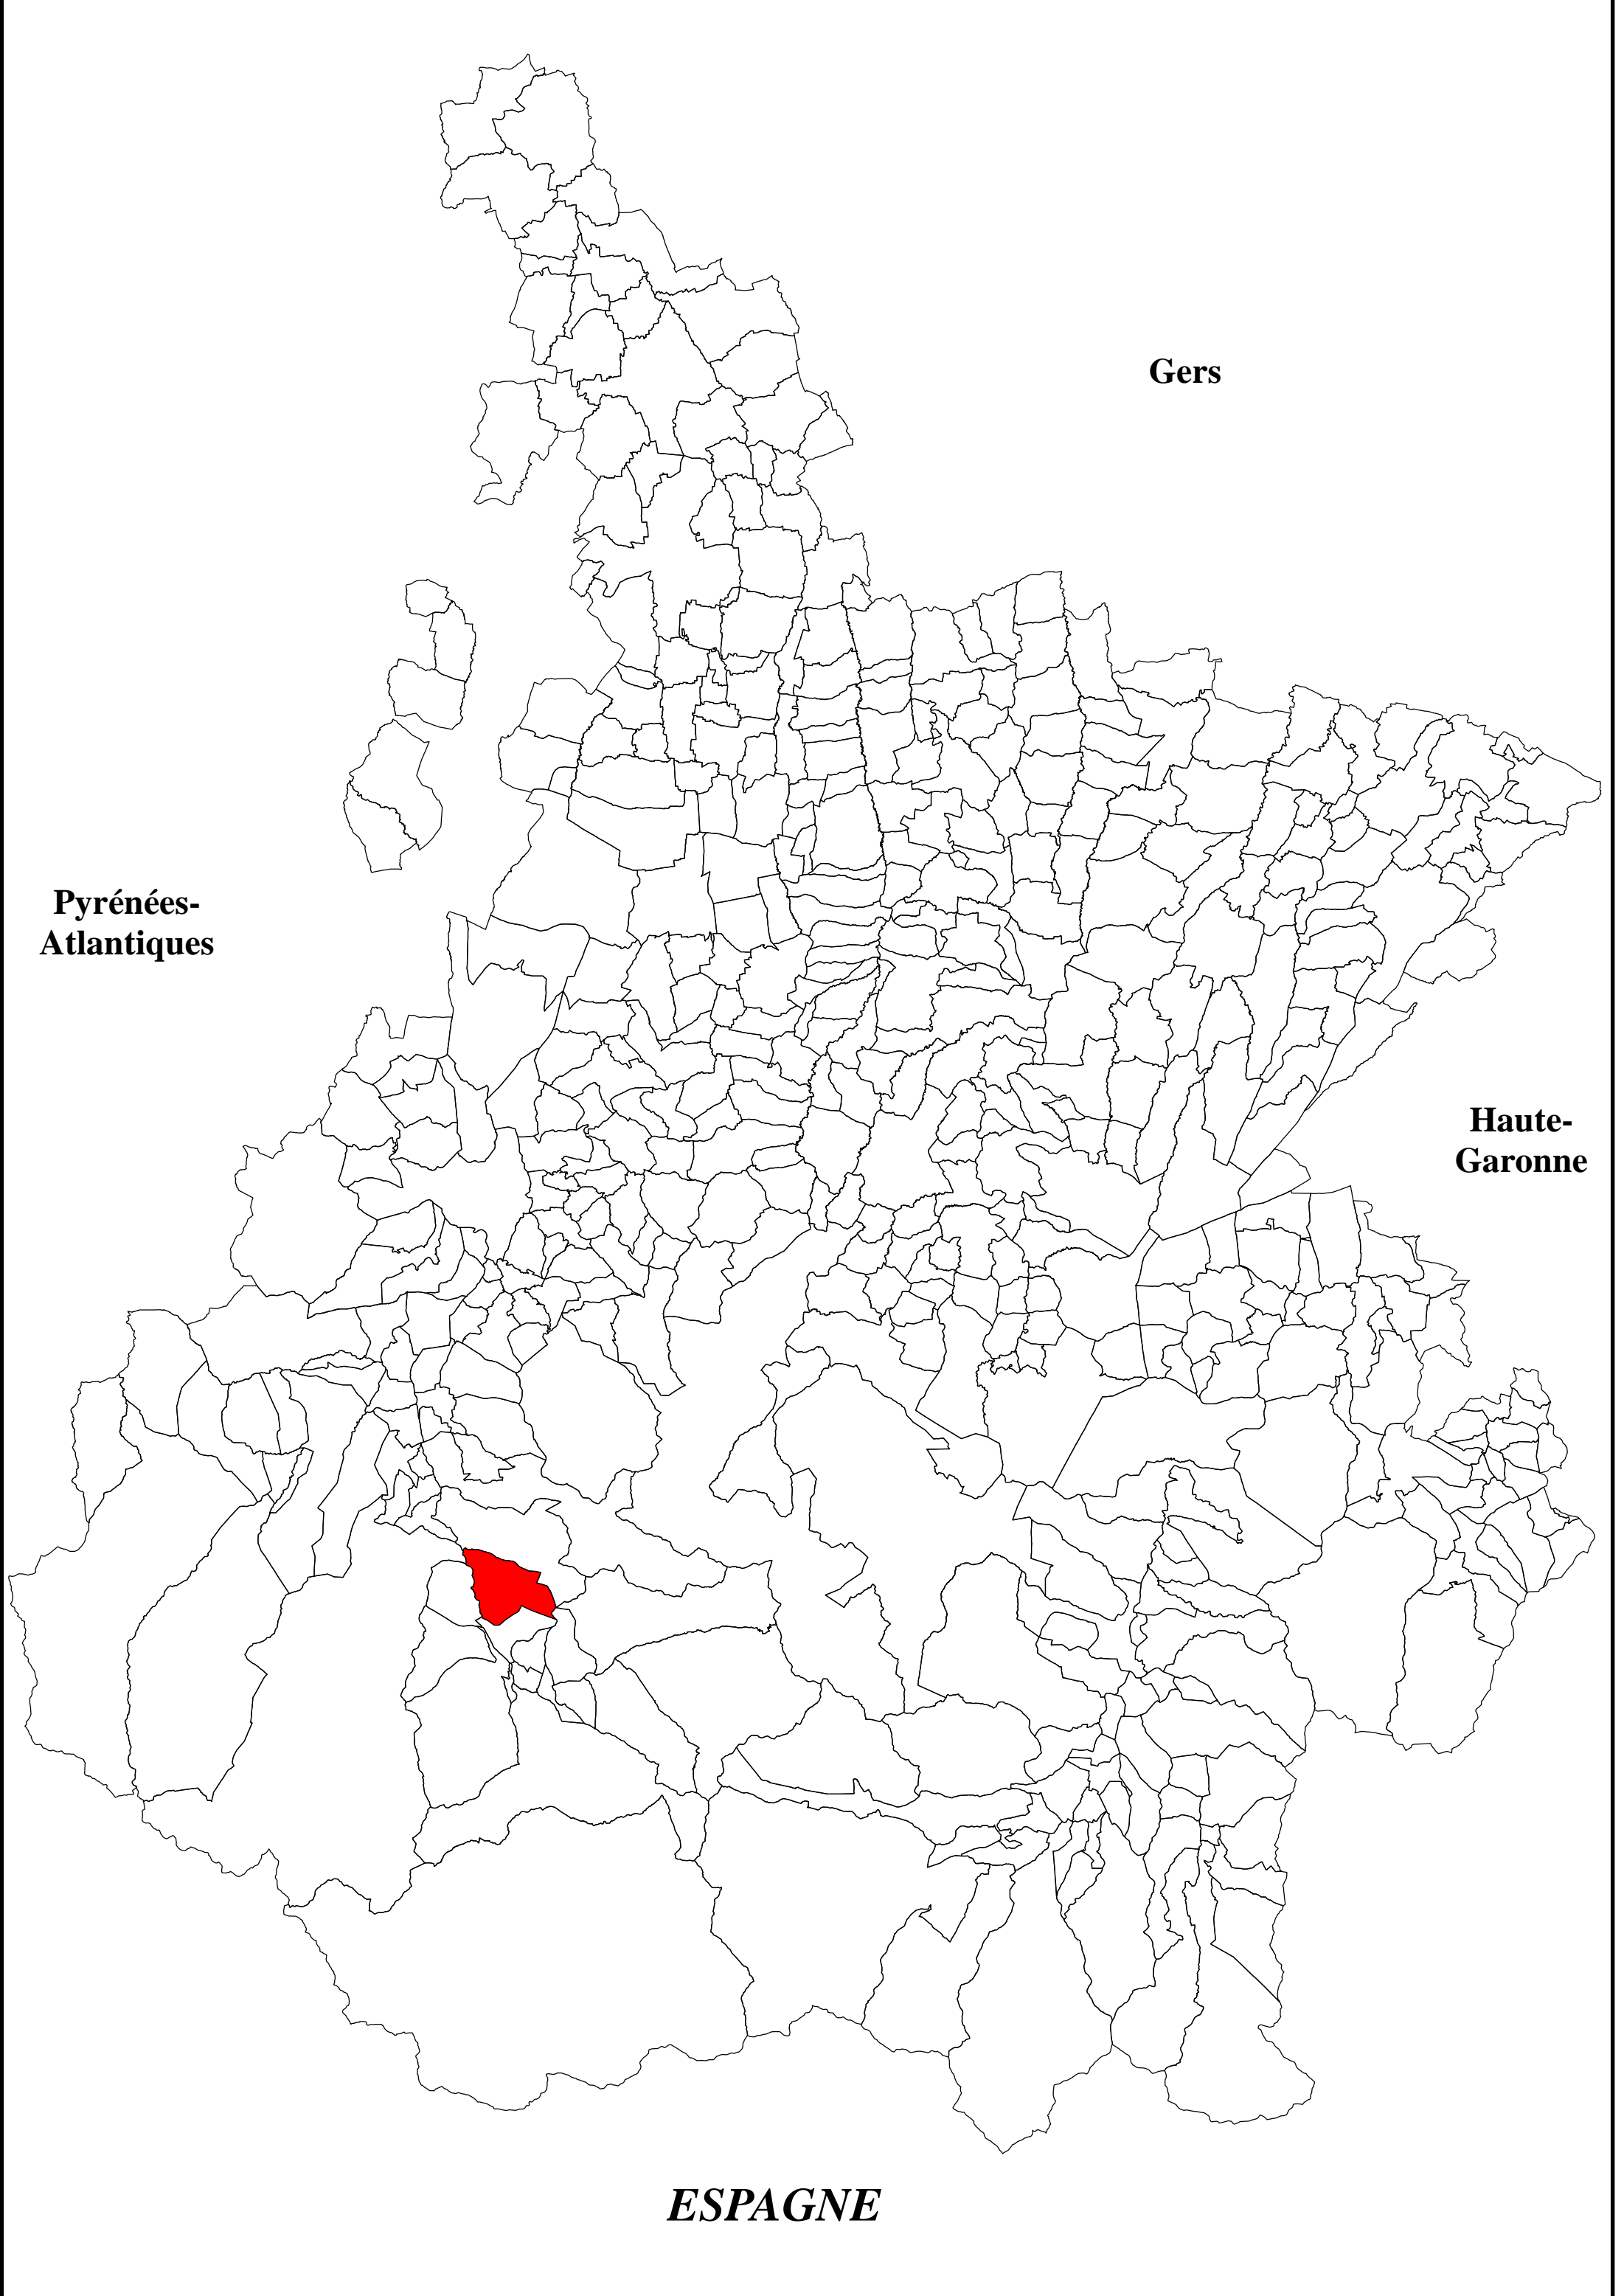 Gers
Pyrénées-
Atlantiques
Haute-
Garonne
ESPAGNE